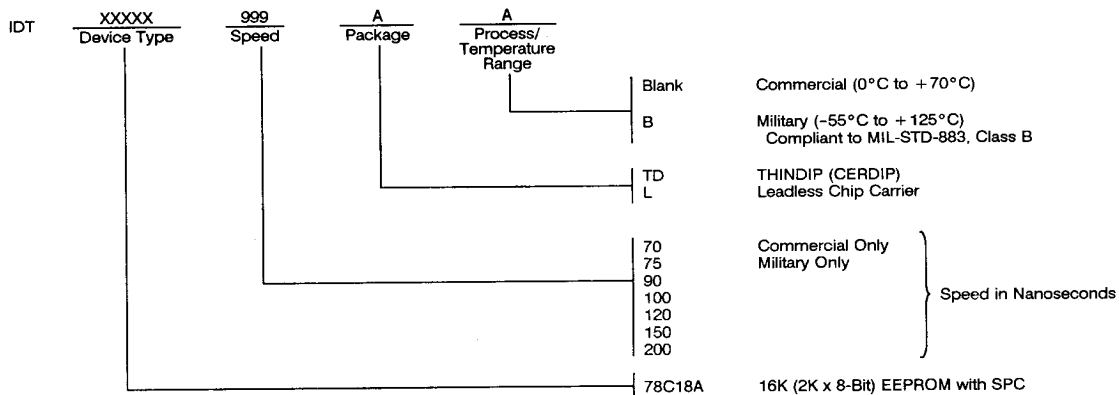 IDT XXXXX 999 A A
Device Type Speed Package Process/
Temperature
Range
Blank Commercial (0°C to +70°C)
B Military (-55°C to +125°C)
Compliant to MIL-STD-883, Class B
TD THINDIP (CERDIP)
L Leadless Chip Carrier
70 Commercial Only
75 Military Only
90
100
120
150
200
Speed in Nanoseconds
78C18A 16K (2K x 8-Bit) EEPROM with SPC